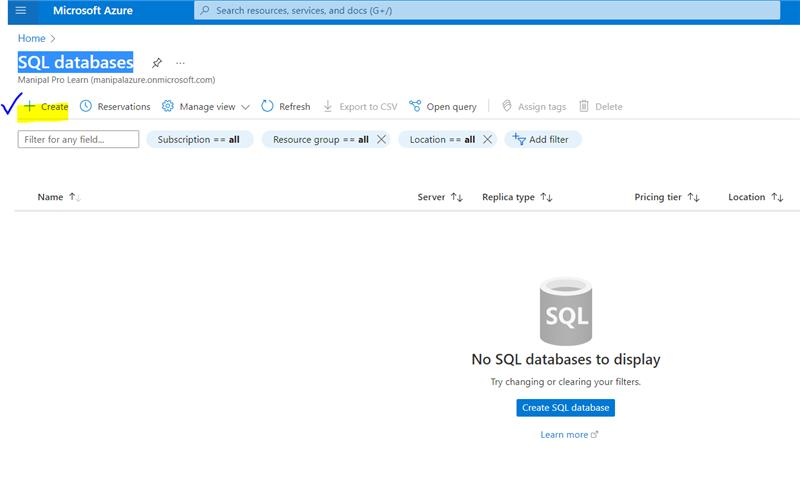 Microsoft Azure
Search resources, services, and docs (G+/)
Home >
SQL databases ...
Manipal Pro Learn (manipalazure.onmicrosoft.com)
+ Create Reservations Manage view Refresh Export to CSV Open query Assign tags Delete
Filter for any field... Subscription == all Resource group == all Location == all Add filter
Name Server Replica type Pricing tier Location
SQL
No SQL databases to display
Try changing or clearing your filters.
Create SQL database
Learn more